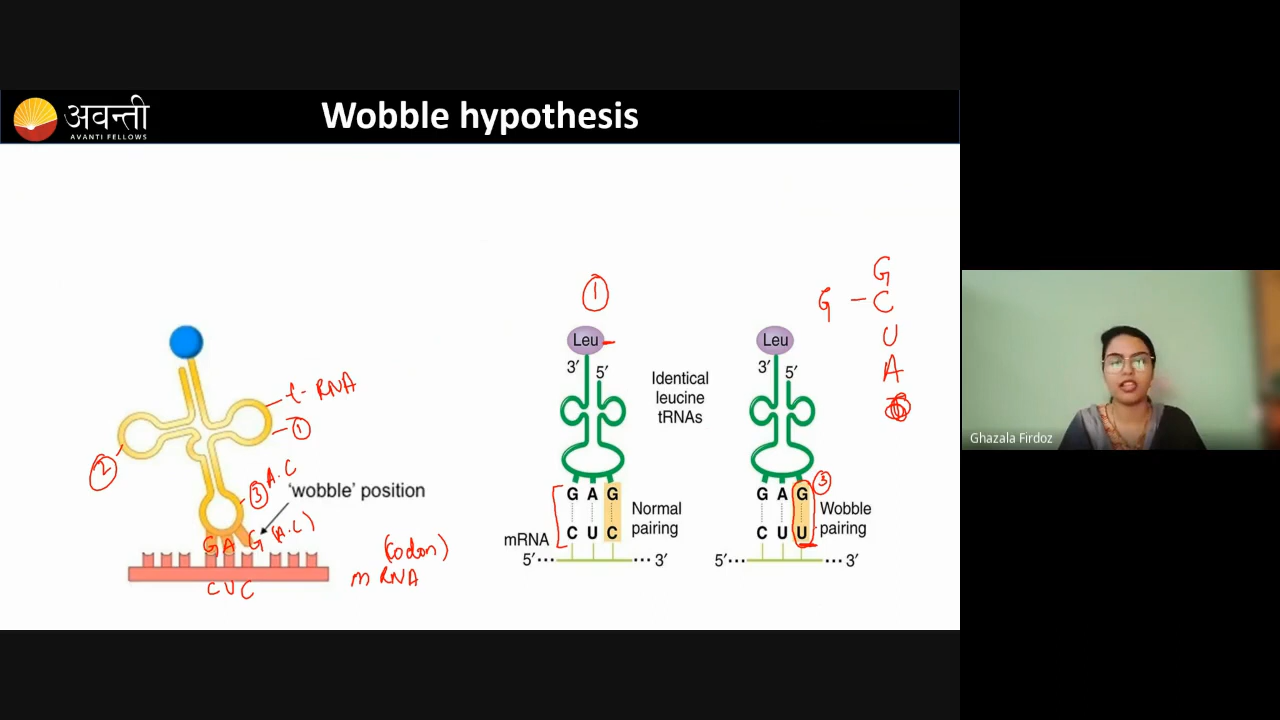 अवन्ती
AVANTI FELLOWS
Wobble hypothesis
t-RNA
①
②
③ A.C
'wobble' position
G A G (A.C)
C U C
(codon)
m RNA
①
Leu
3' 5'
Identical
leucine
tRNAs
Leu
3' 5'
G A G
Normal
pairing
C U C
mRNA
5'··· ···3'
G A G
③
Wobble
pairing
C U U
5'··· ···3'
G
G – C
U
A
Ghazala Firdoz